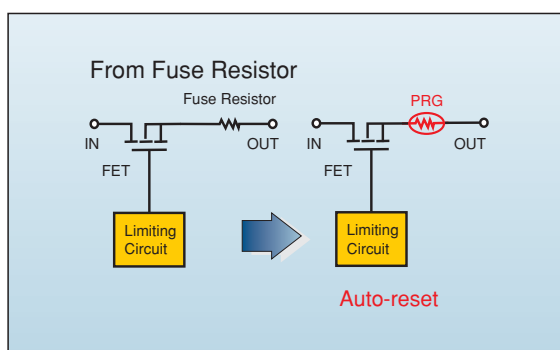 From Fuse Resistor
Fuse Resistor
IN
OUT
FET
Limiting
Circuit
PRG
IN
OUT
FET
Limiting
Circuit
Auto-reset